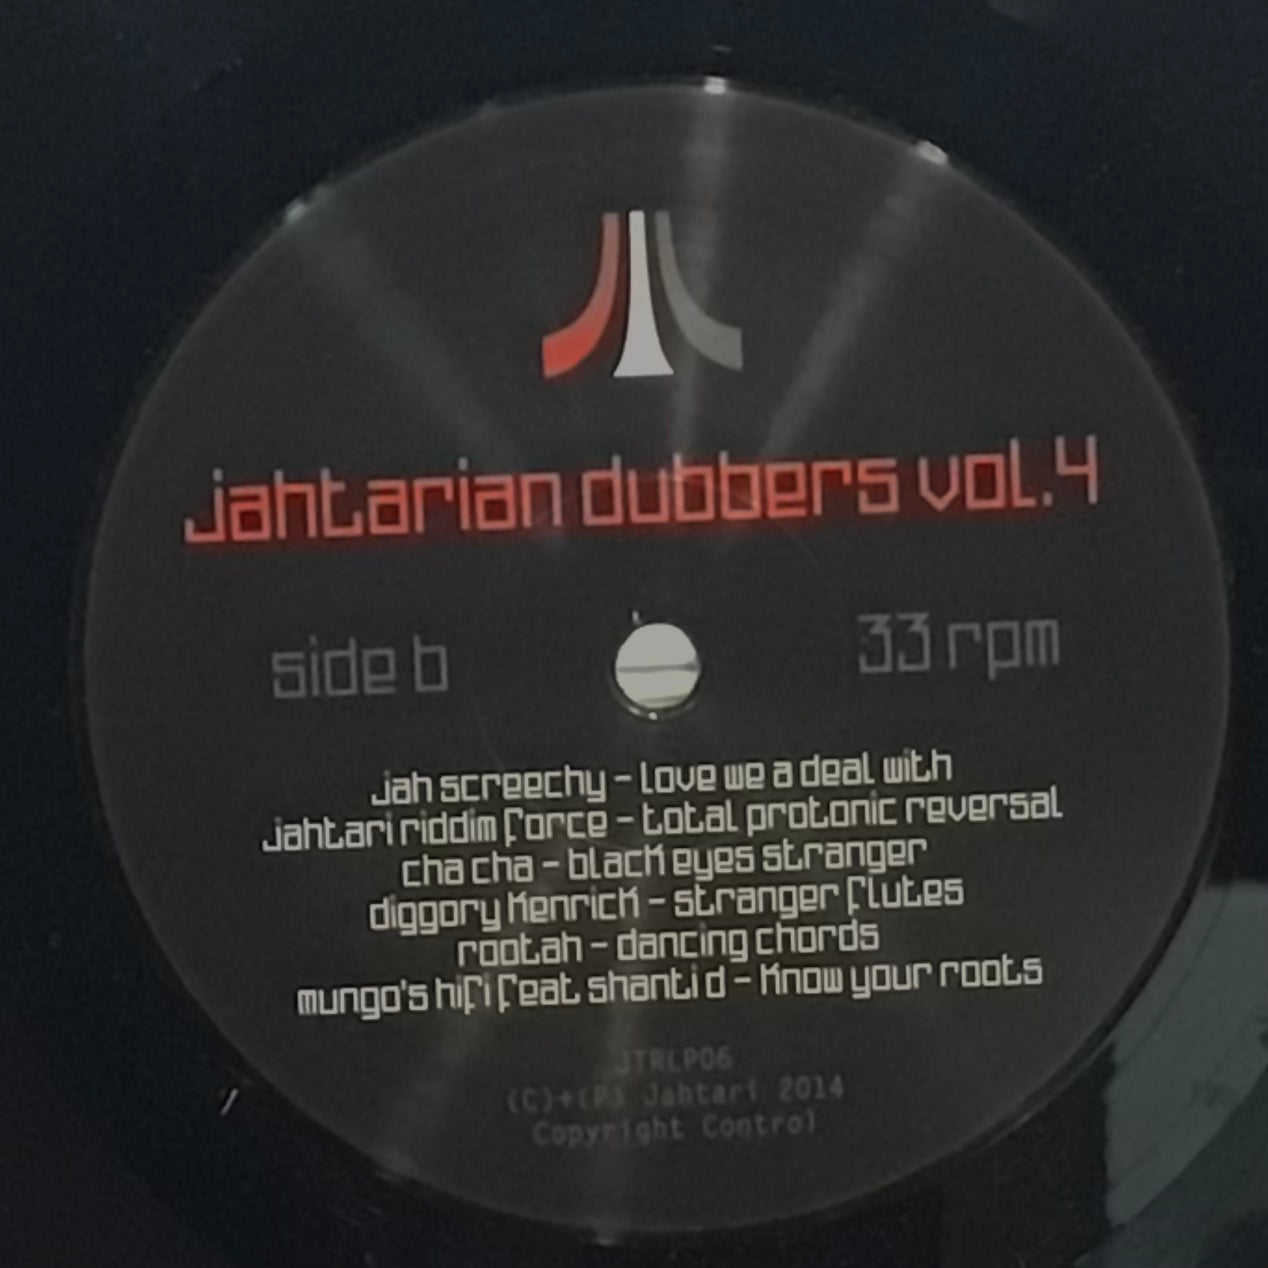 jahtarian dubbers vol.4
side b
33 rpm
jah screechy - love we a deal with
jahtari riddim force - total protonic reversal
cha cha - black eyes stranger
diggory kenrick - stranger flutes
rootah - dancing chords
mungo's hifi feat shanti d - know your roots
JTRLP06
(C)+(P) Jahtari 2014
Copyright Control